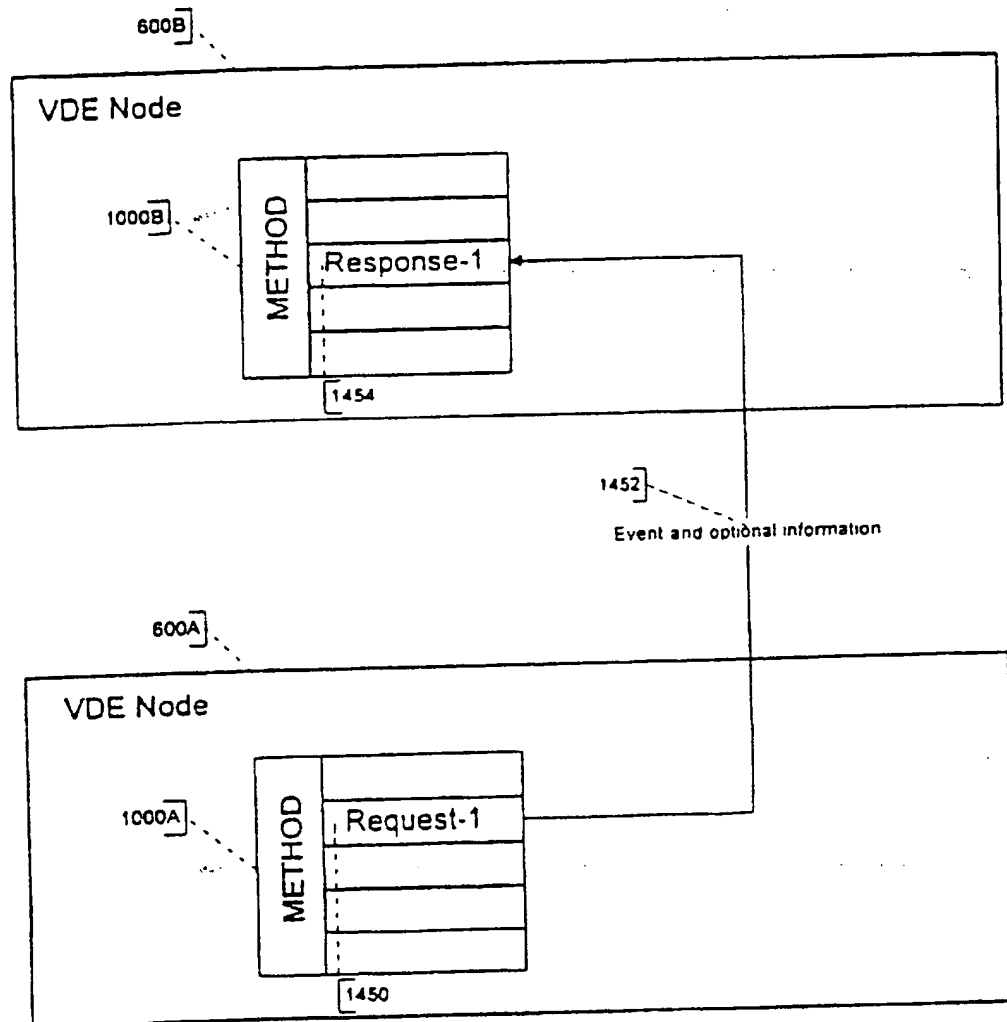 600B
VDE Node
1000B
METHOD
Response-1
1454
1452
Event and optional information
600A
VDE Node
1000A
METHOD
Request-1
1450